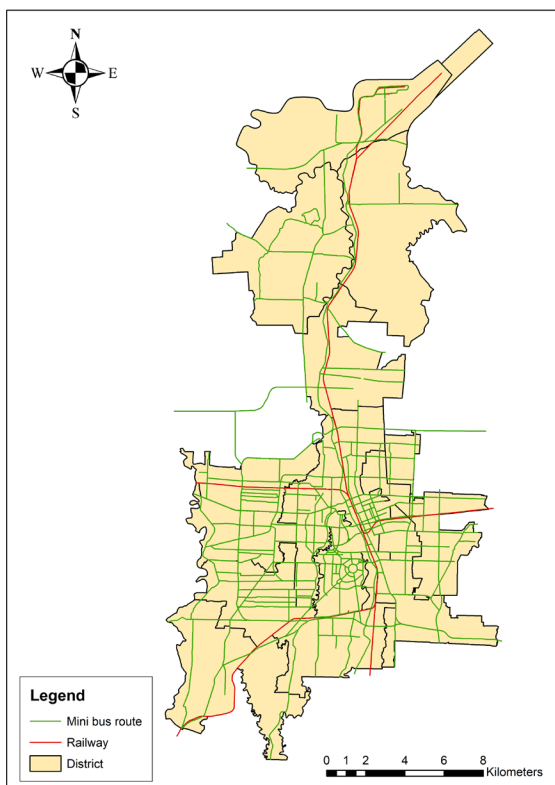 N
W E
S
Legend
Mini bus route
Railway
District
0 1 2 4 6 8
Kilometers